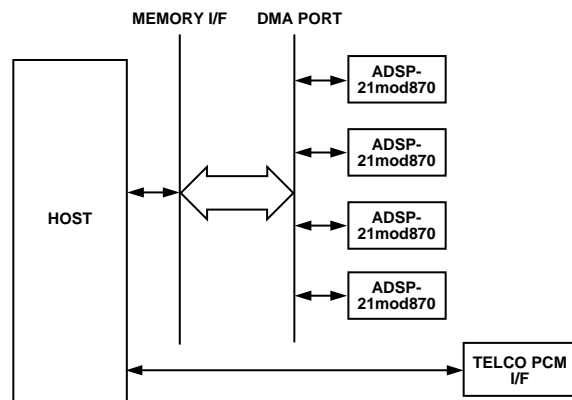 MEMORY I/F
DMA PORT
ADSP-
21mod870
ADSP-
21mod870
HOST
ADSP-
21mod870
ADSP-
21mod870
TELCO PCM
I/F